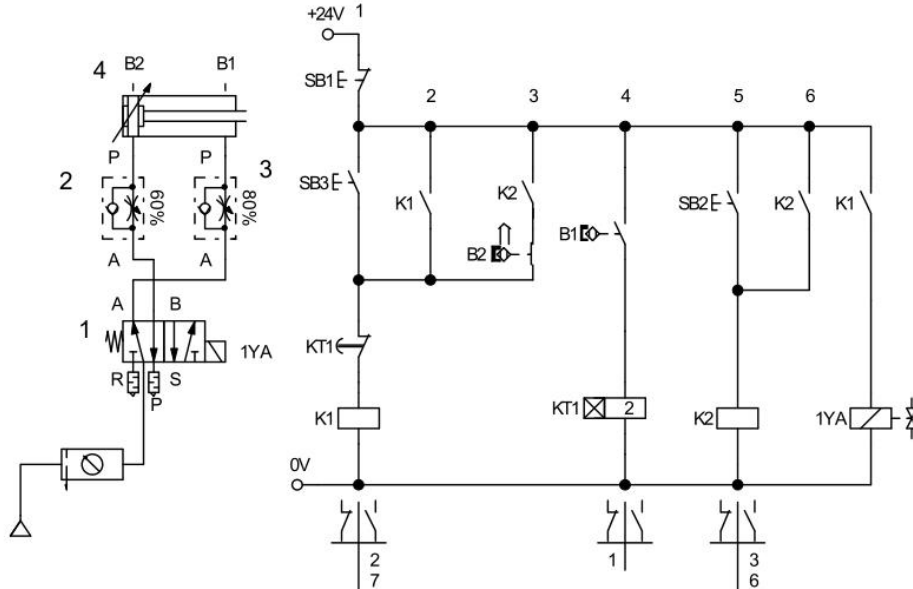 +24V 1
SB1
2 3 4 5 6
SB3
K1
K2
B2
B1
SB2
K2
K1
KT1
K1
KT1 2
K2
1YA
0V
2
7
1
3
6
4 B2 B1
P P
2 3
60%
80%
A A
A B
1
1YA
R S
P